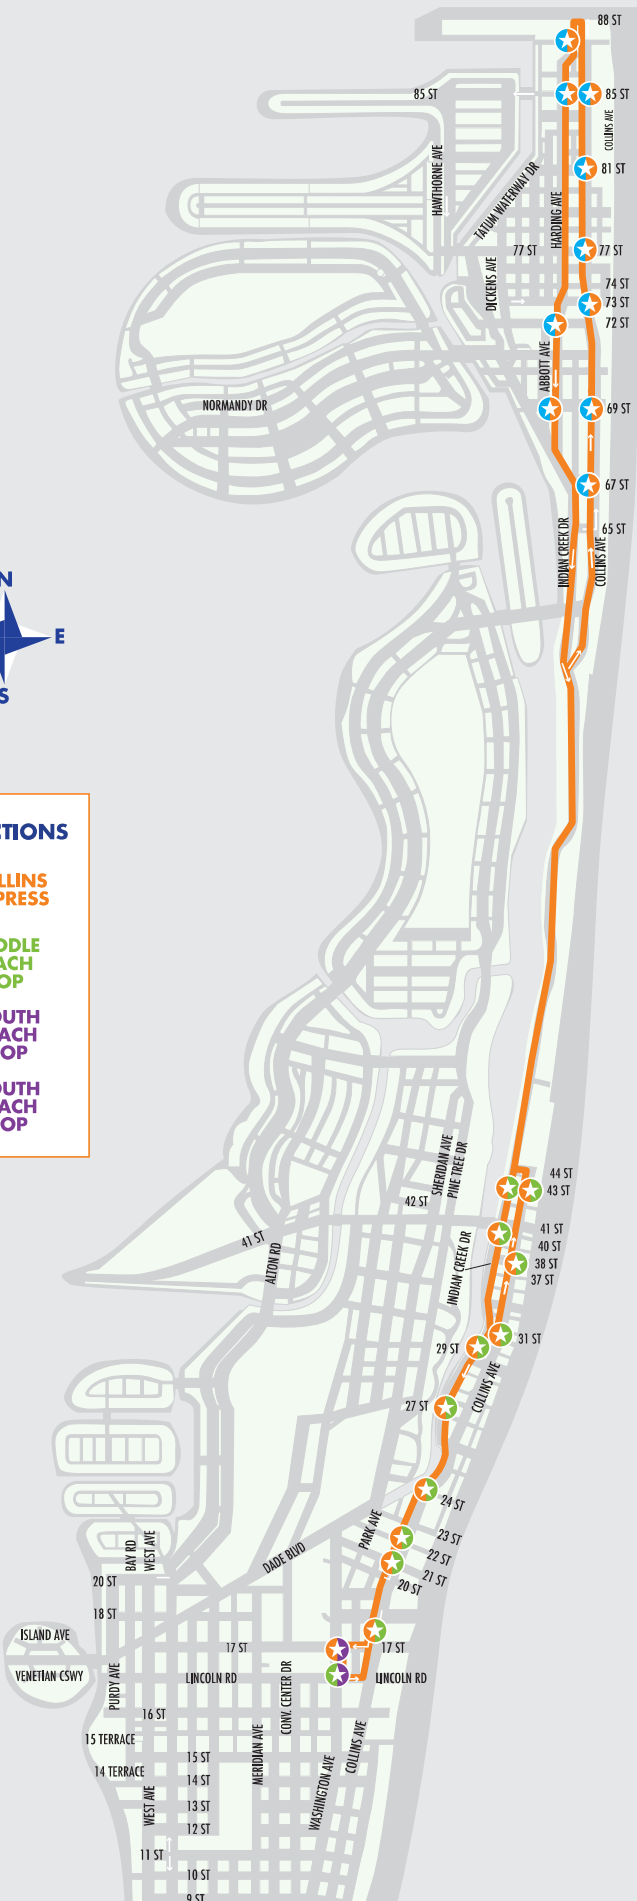 88 ST
85 ST
85 ST
COLLINS AVE
HAWTHORNE AVE
TATUM WATERWAY DR
HARDING AVE
81 ST
77 ST
77 ST
DICKENS AVE
74 ST
73 ST
72 ST
ABBOTT AVE
NORMANDY DR
69 ST
67 ST
65 ST
INDIAN CREEK DR
COLLINS AVE
N
E
S
CTIONS
LLINS
PRESS
DDLE
ACH
OP
OUTH
ACH
OP
OUTH
ACH
OP
SHERIDAN AVE
PINE TREE DR
44 ST
43 ST
42 ST
41 ST
41 ST
40 ST
38 ST
37 ST
ALTON RD
INDIAN CREEK DR
31 ST
29 ST
COLLINS AVE
27 ST
24 ST
PARK AVE
23 ST
22 ST
21 ST
20 ST
DADE BLVD
BAY RD
WEST AVE
20 ST
18 ST
ISLAND AVE
VENETIAN CSWY
PURDY AVE
17 ST
17 ST
LINCOLN RD
LINCOLN RD
CONV. CENTER DR
16 ST
15 TERRACE
MERIDIAN AVE
COLLINS AVE
WASHINGTON AVE
15 ST
14 TERRACE
14 ST
WEST AVE
13 ST
12 ST
11 ST
10 ST
9 ST